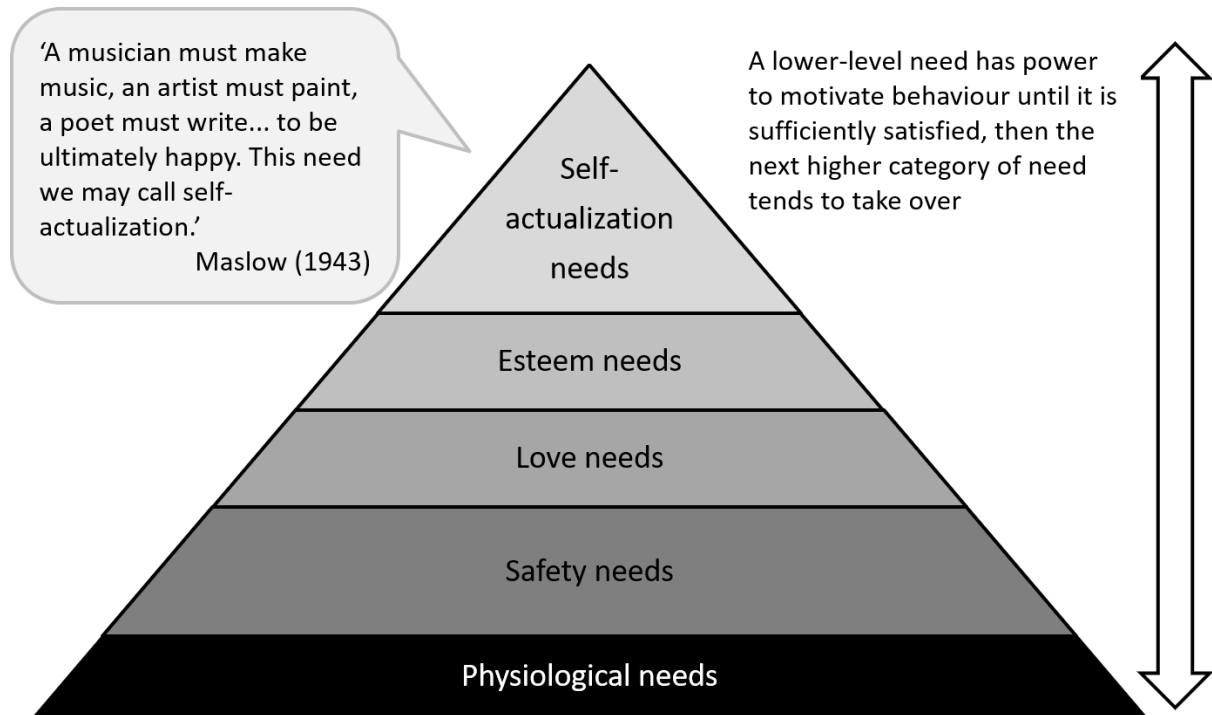 ‘A musician must make
music, an artist must paint,
a poet must write... to be
ultimately happy. This need
we may call self-
actualization.’
Maslow (1943)
A lower-level need has power
to motivate behaviour until it is
sufficiently satisfied, then the
next higher category of need
tends to take over
Self-
actualization
needs
Esteem needs
Love needs
Safety needs
Physiological needs